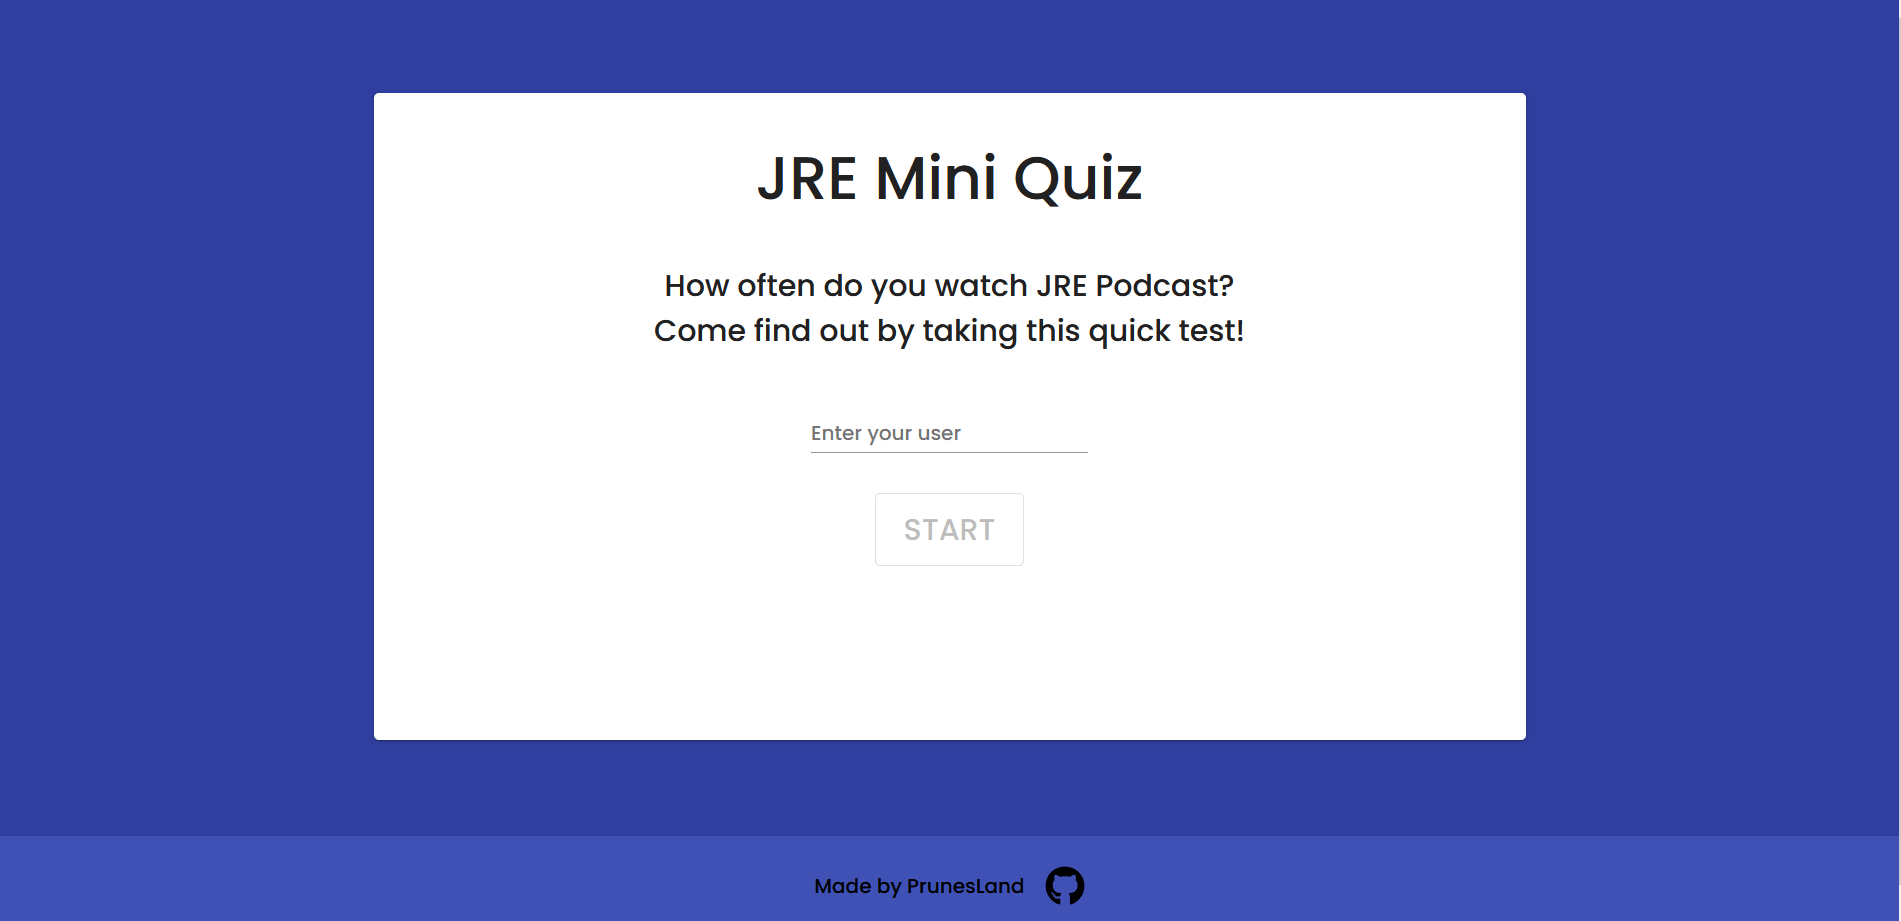 JRE Mini Quiz
How often do you watch JRE Podcast?
Come find out by taking this quick test!
Enter your user
START
Made by PrunesLand